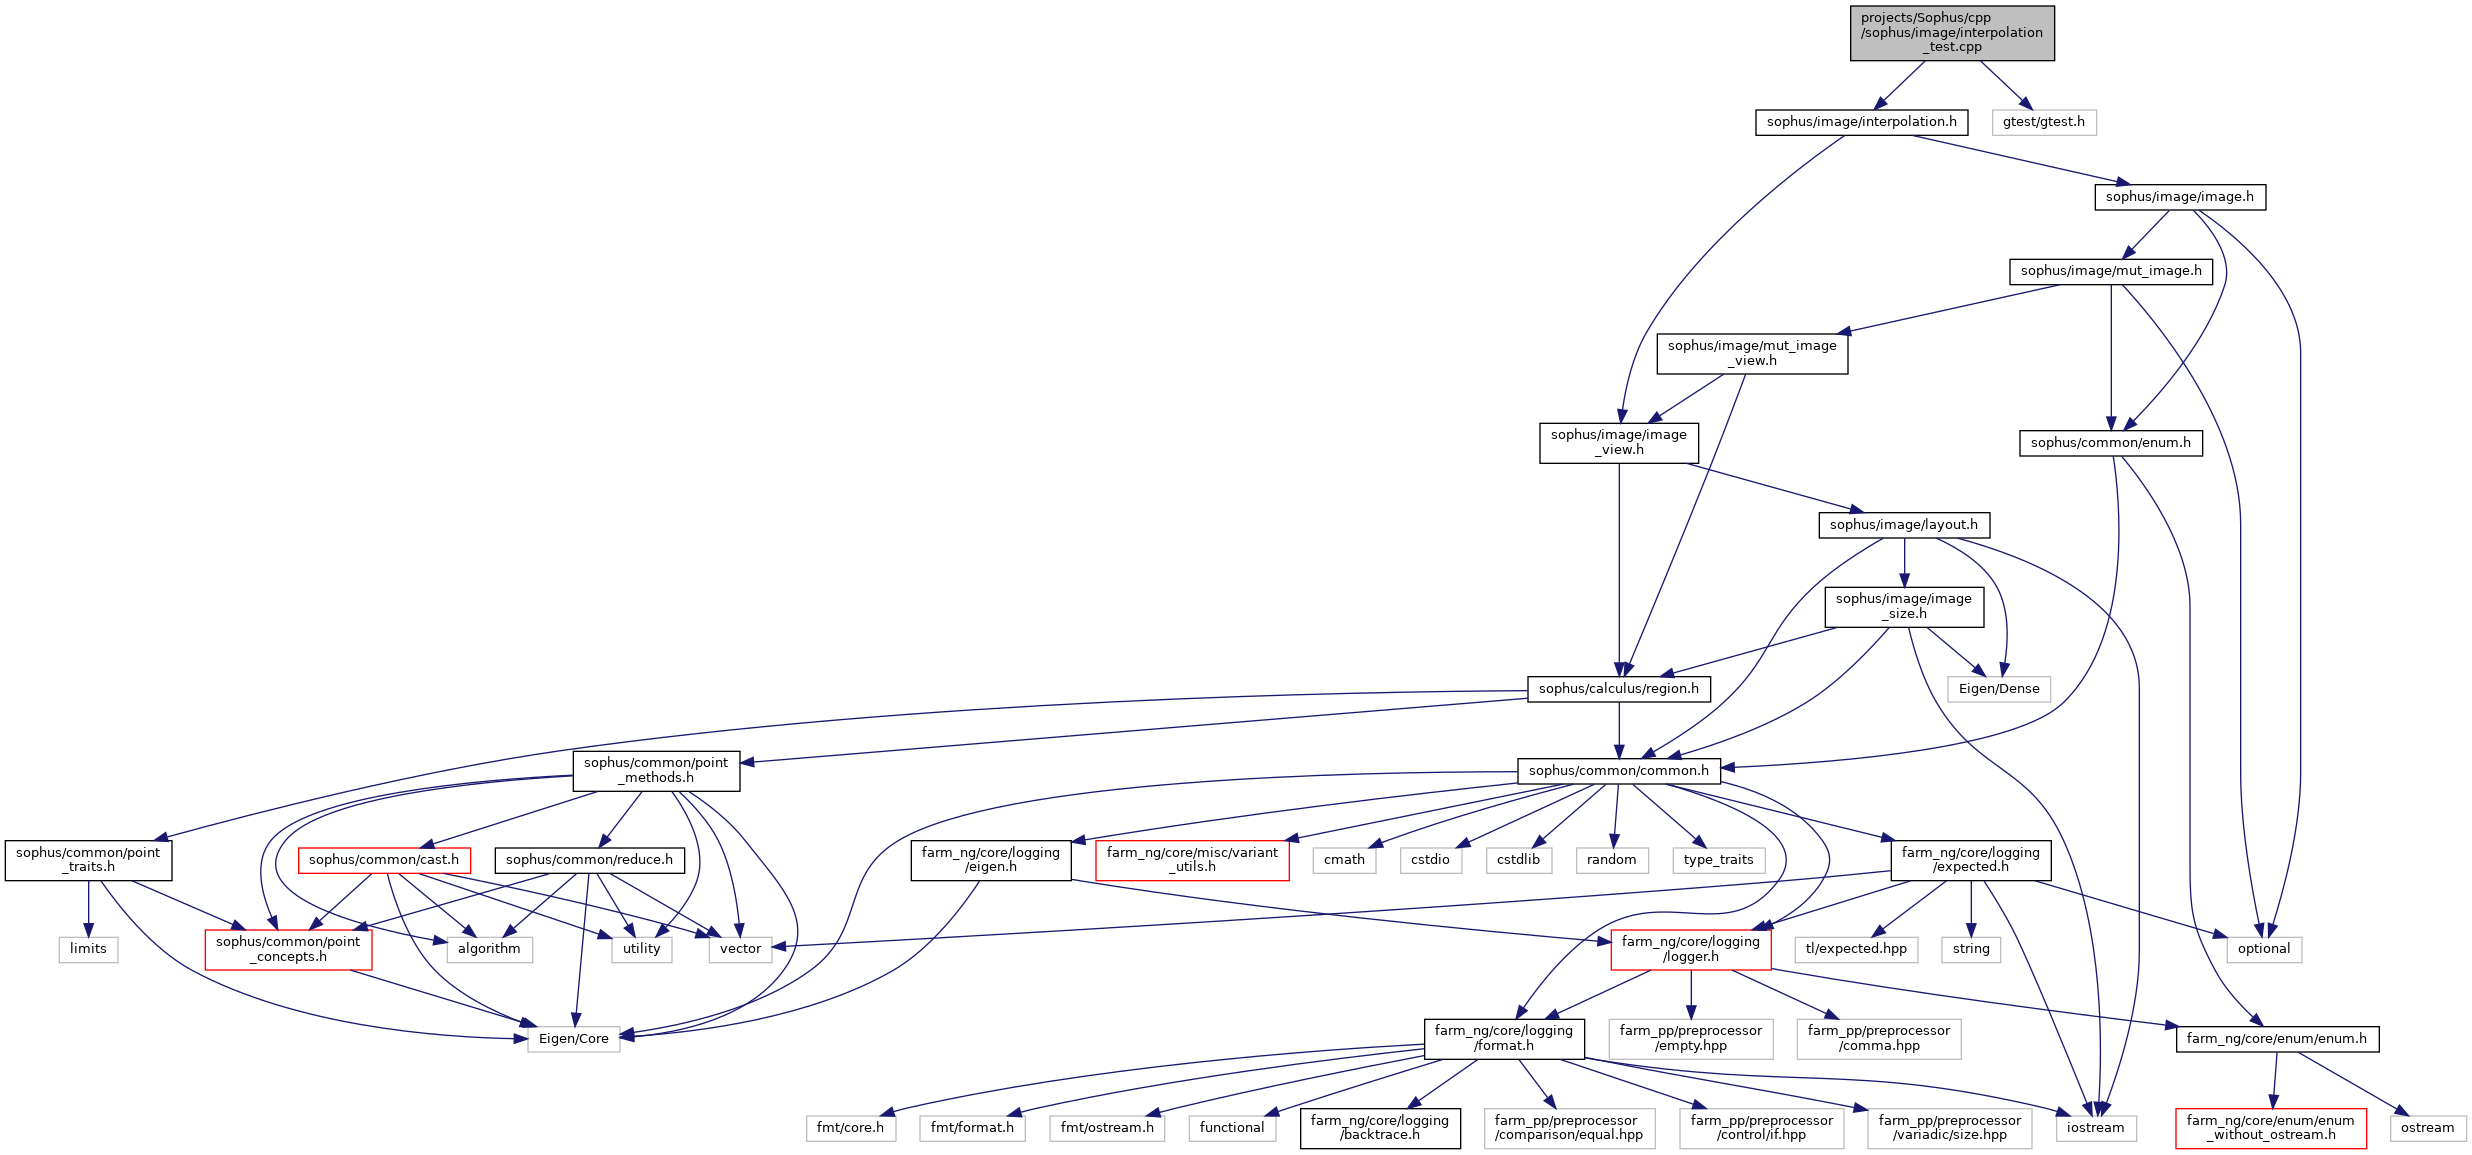 projects/Sophus/cpp
/sophus/image/interpolation
_test.cpp
sophus/image/interpolation.h
gtest/gtest.h
sophus/image/image.h
sophus/image/mut_image.h
sophus/image/mut_image
_view.h
sophus/image/image
_view.h
sophus/common/enum.h
sophus/image/layout.h
sophus/image/image
_size.h
sophus/calculus/region.h
Eigen/Dense
sophus/common/point
_methods.h
sophus/common/common.h
sophus/common/point
_traits.h
sophus/common/cast.h
sophus/common/reduce.h
farm_ng/core/logging
/eigen.h
farm_ng/core/misc/variant
_utils.h
cmath
cstdio
cstdlib
random
type_traits
farm_ng/core/logging
/expected.h
limits
sophus/common/point
_concepts.h
algorithm
utility
vector
farm_ng/core/logging
/logger.h
tl/expected.hpp
string
optional
Eigen/Core
farm_ng/core/logging
/format.h
farm_pp/preprocessor
/empty.hpp
farm_pp/preprocessor
/comma.hpp
farm_ng/core/enum/enum.h
fmt/core.h
fmt/format.h
fmt/ostream.h
functional
farm_ng/core/logging
/backtrace.h
farm_pp/preprocessor
/comparison/equal.hpp
farm_pp/preprocessor
/control/if.hpp
farm_pp/preprocessor
/variadic/size.hpp
iostream
farm_ng/core/enum/enum
_without_ostream.h
ostream